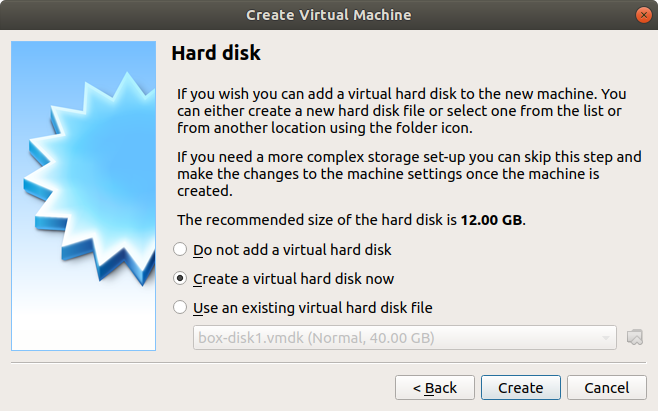 Create Virtual Machine
Hard disk
If you wish you can add a virtual hard disk to the new machine. You
can either create a new hard disk file or select one from the list or
from another location using the folder icon.
If you need a more complex storage set-up you can skip this step and
make the changes to the machine settings once the machine is
created.
The recommended size of the hard disk is 12.00 GB.
Do not add a virtual hard disk
Create a virtual hard disk now
Use an existing virtual hard disk file
box-disk1.vmdk (Normal, 40.00 GB)
< Back
Create
Cancel